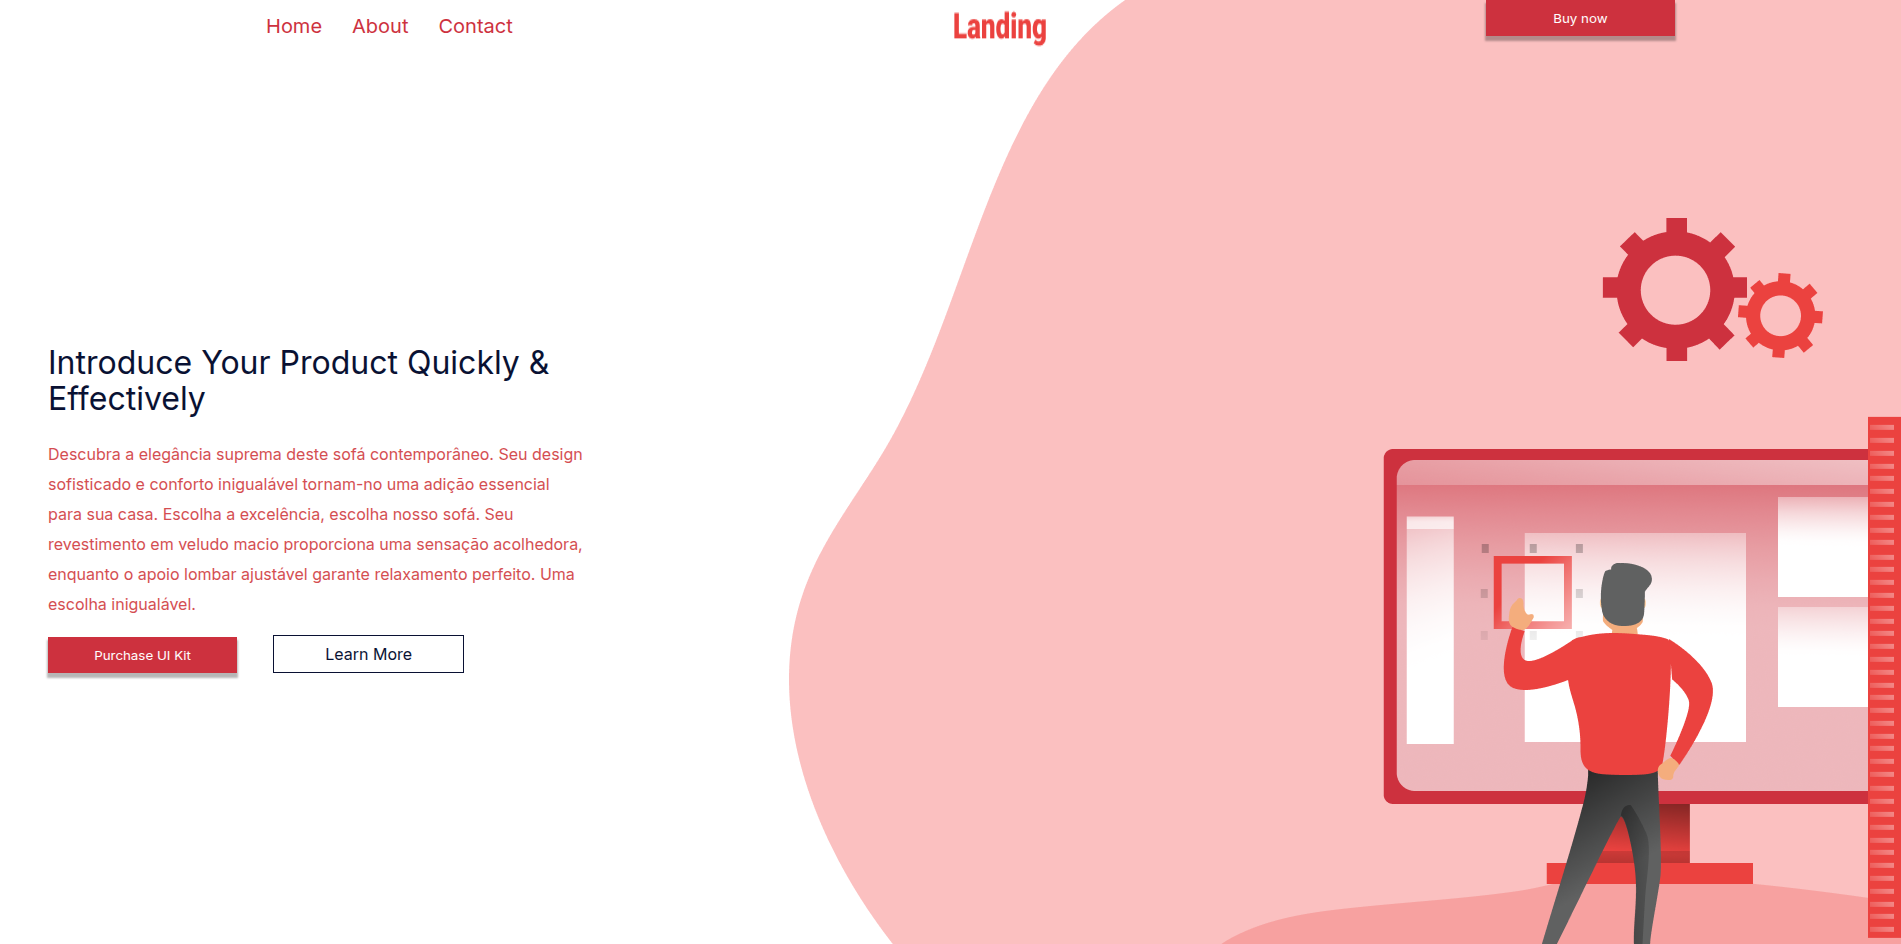 Home About Contact
Landing
Buy now
Introduce Your Product Quickly &
Effectively
Descubra a elegância suprema deste sofá contemporâneo. Seu design
sofisticado e conforto inigualável tornam-no uma adição essencial
para sua casa. Escolha a excelência, escolha nosso sofá. Seu
revestimento em veludo macio proporciona uma sensação acolhedora,
enquanto o apoio lombar ajustável garante relaxamento perfeito. Uma
escolha inigualável.
Purchase UI Kit
Learn More